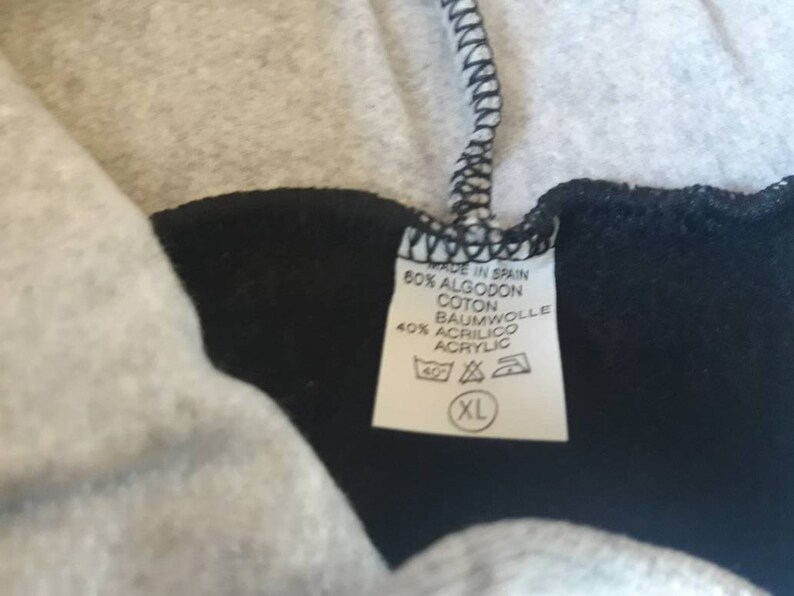 MADE IN SPAIN
60% ALGODON
COTON
BAUMWOLLE
40% ACRILICO
ACRYLIC
40°
XL